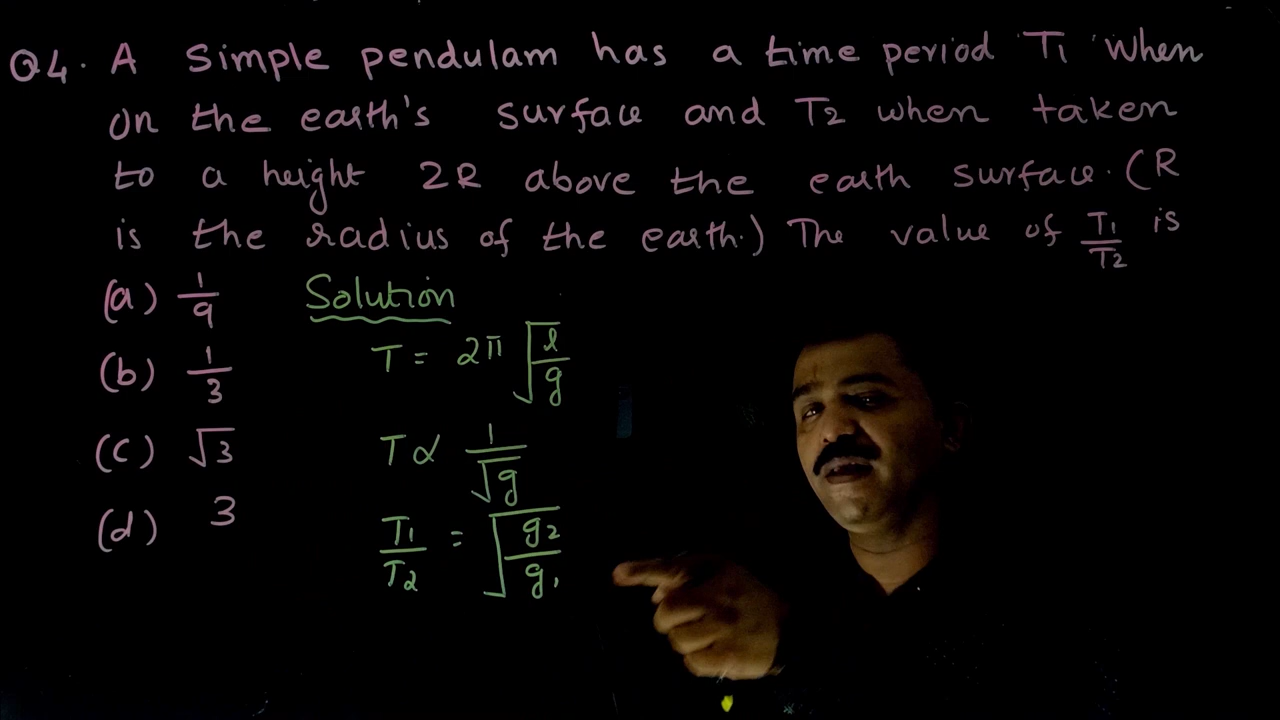 Q4. A Simple pendulam has a time period T1 when
on the earth's surface and T2 when taken
to a height 2R above the earth surface. (R
is the radius of the earth.) The value of T1/T2 is
(a) 1/9
(b) 1/3
(c) √3
(d) 3
Solution
T = 2π √(l/g)
T ∝ 1/√g
T1/T2 = √(g2/g1)